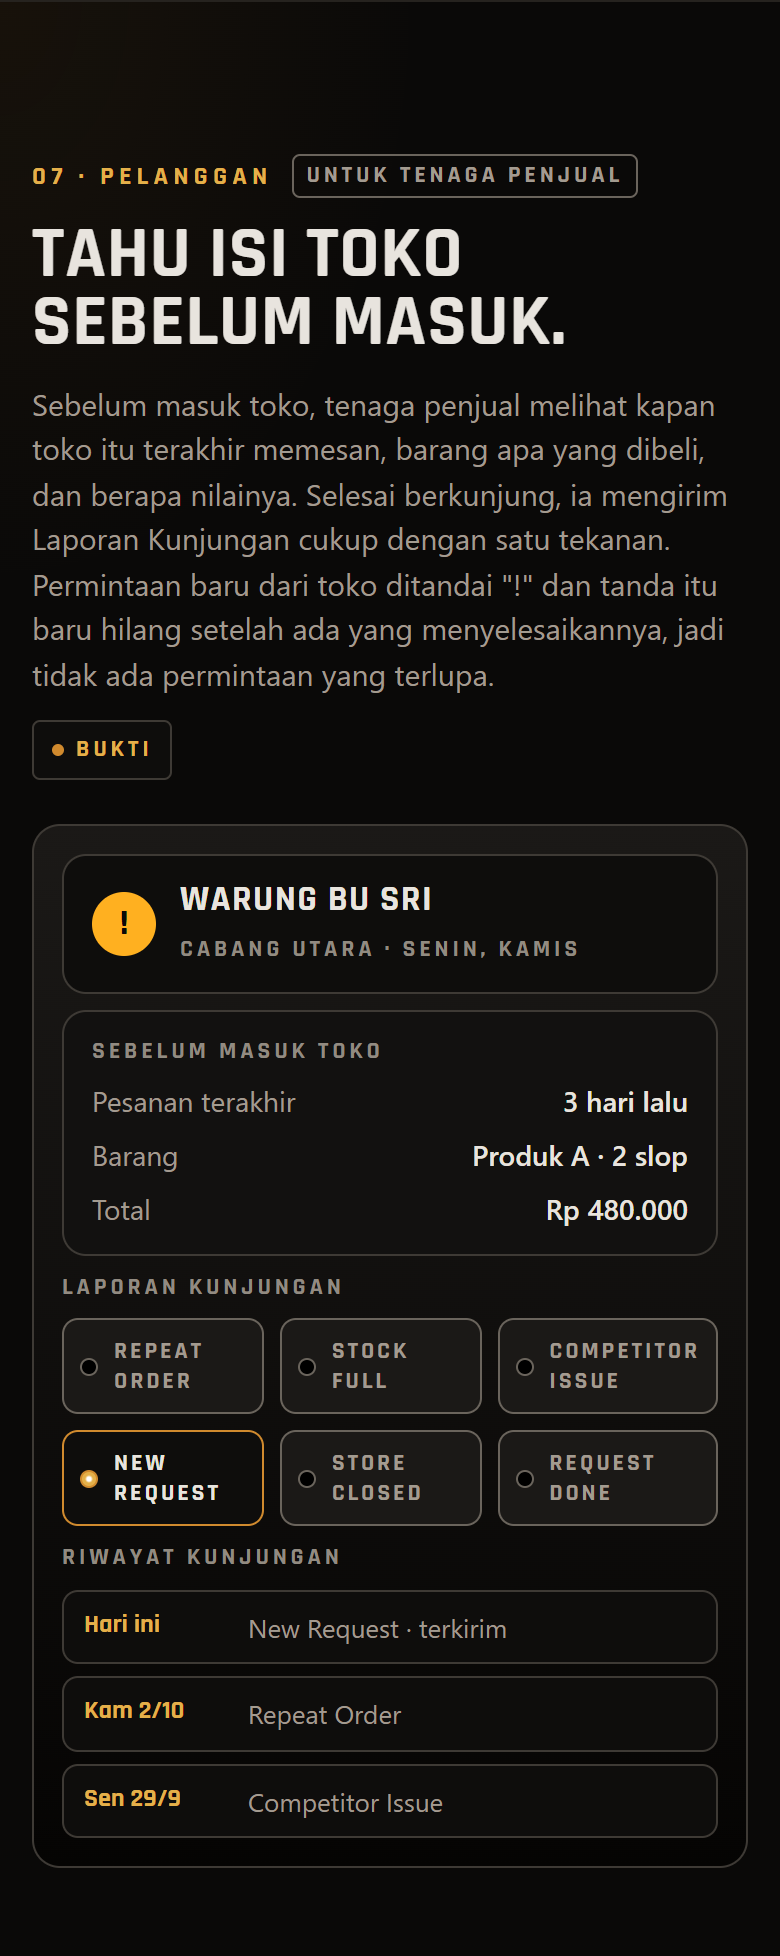 07 · PELANGGAN UNTUK TENAGA PENJUAL
TAHU ISI TOKO
SEBELUM MASUK.
Sebelum masuk toko, tenaga penjual melihat kapan
toko itu terakhir memesan, barang apa yang dibeli,
dan berapa nilainya. Selesai berkunjung, ia mengirim
Laporan Kunjungan cukup dengan satu tekanan.
Permintaan baru dari toko ditandai "!" dan tanda itu
baru hilang setelah ada yang menyelesaikannya, jadi
tidak ada permintaan yang terlupa.
BUKTI
!
WARUNG BU SRI
CABANG UTARA · SENIN, KAMIS
SEBELUM MASUK TOKO
Pesanan terakhir 3 hari lalu
Barang Produk A · 2 slop
Total Rp 480.000
LAPORAN KUNJUNGAN
REPEAT
ORDER
STOCK
FULL
COMPETITOR
ISSUE
NEW
REQUEST
STORE
CLOSED
REQUEST
DONE
RIWAYAT KUNJUNGAN
Hari ini New Request · terkirim
Kam 2/10 Repeat Order
Sen 29/9 Competitor Issue